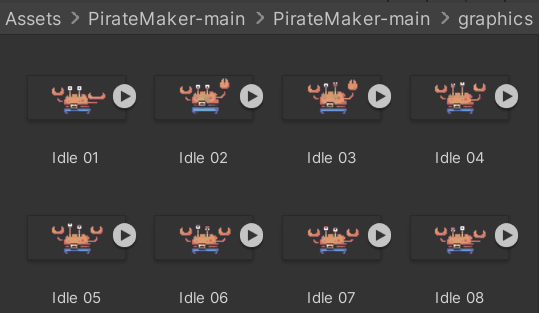 Assets > PirateMaker-main > PirateMaker-main > graphics
Idle 01 Idle 02 Idle 03 Idle 04
Idle 05 Idle 06 Idle 07 Idle 08